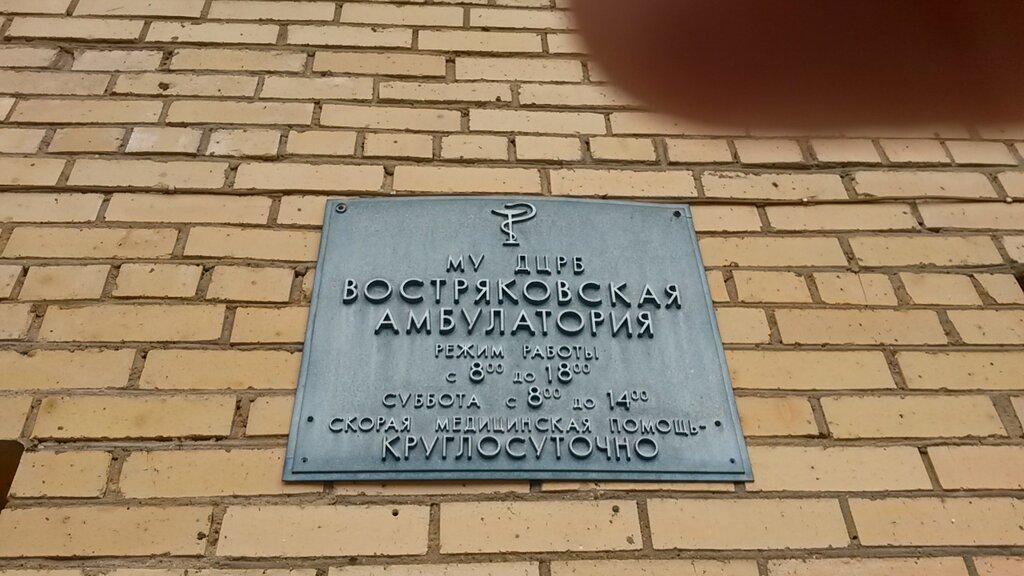 МУ ДЦРБ
ВОСТРЯКОВСКАЯ
АМБУЛАТОРИЯ
РЕЖИМ РАБОТЫ
С 8⁰⁰ ДО 18⁰⁰
СУББОТА С 8⁰⁰ ДО 14⁰⁰
СКОРАЯ МЕДИЦИНСКАЯ ПОМОЩЬ-
КРУГЛОСУТОЧНО